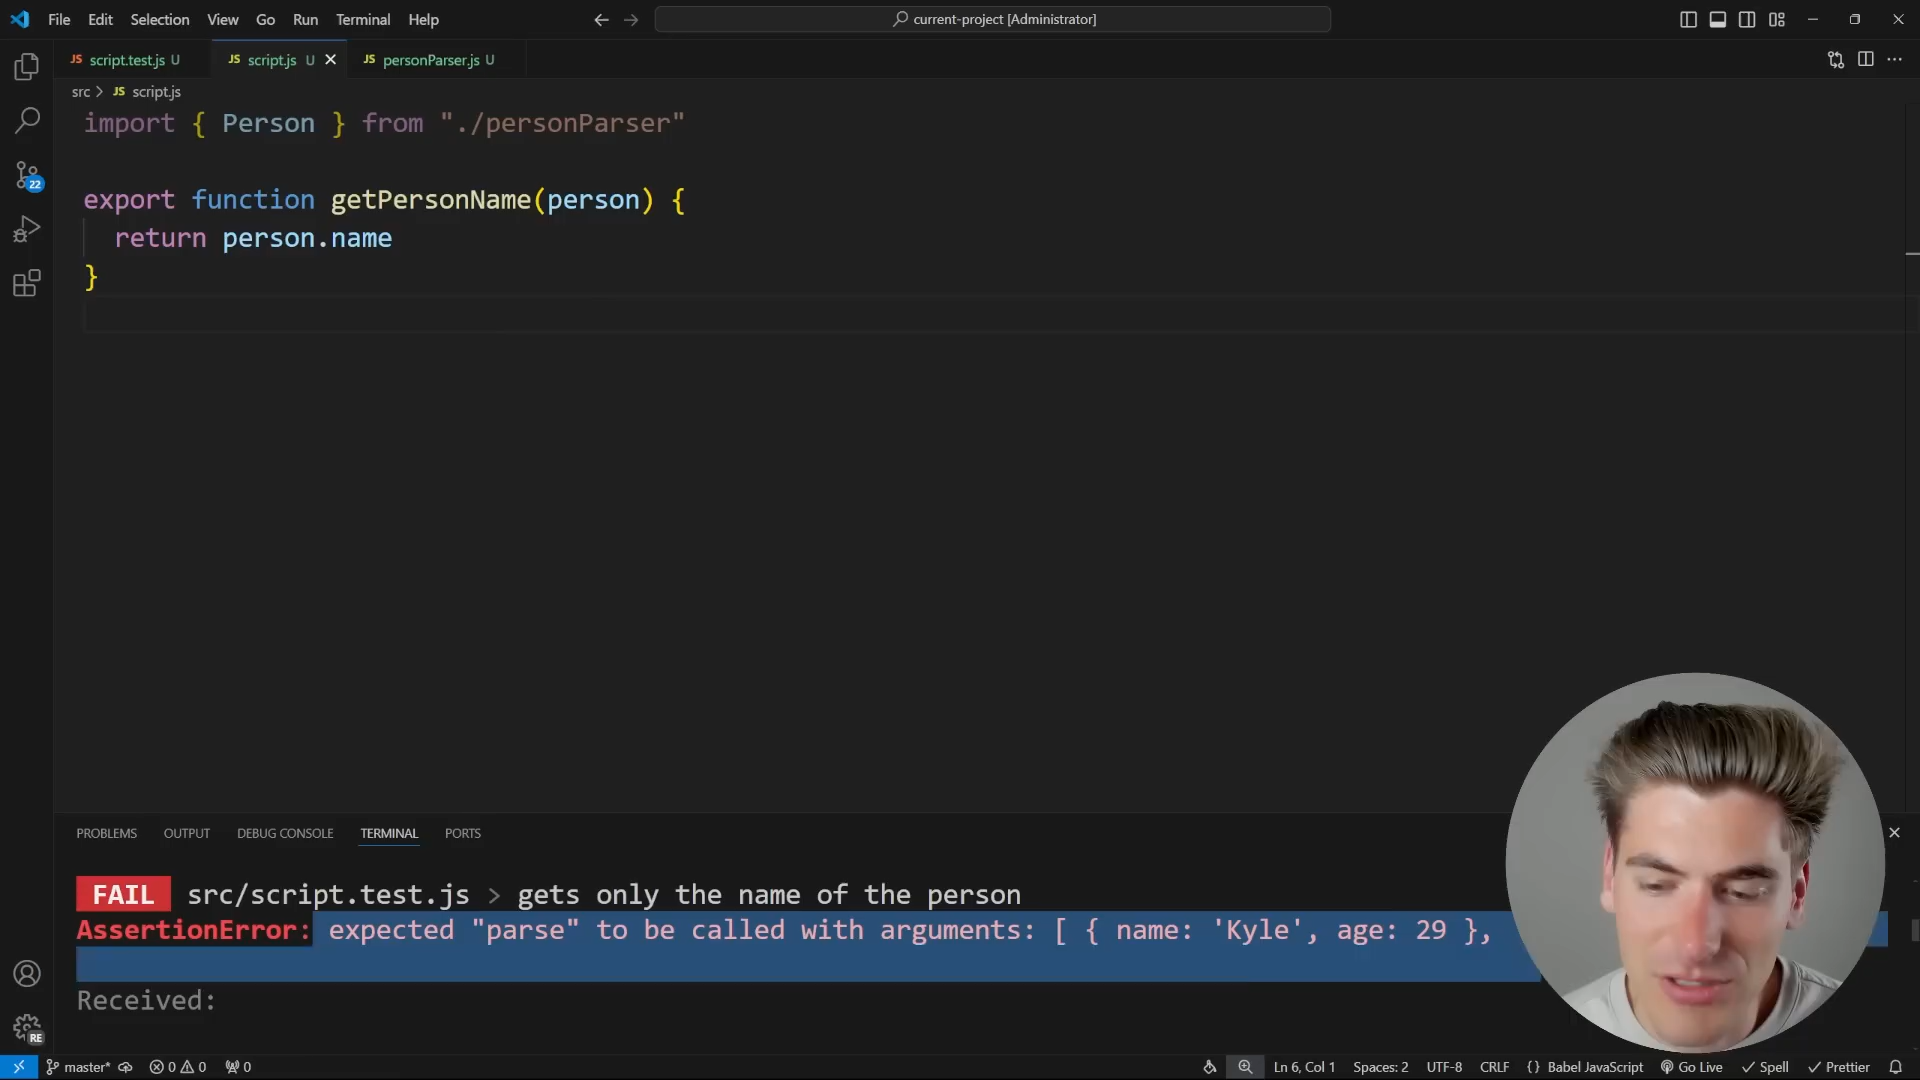 File Edit Selection View Go Run Terminal Help
current-project [Administrator]
JS script.test.js U
JS script.js U
JS personParser.js U
src > JS script.js
import { Person } from "./personParser"
export function getPersonName(person) {
return person.name
}
22
PROBLEMS OUTPUT DEBUG CONSOLE TERMINAL PORTS
FAIL src/script.test.js > gets only the name of the person
AssertionError: expected "parse" to be called with arguments: [ { name: 'Kyle', age: 29 },
Received:
RE
master* 0 0 0
Ln 6, Col 1 Spaces: 2 UTF-8 CRLF {} Babel JavaScript Go Live Spell Prettier